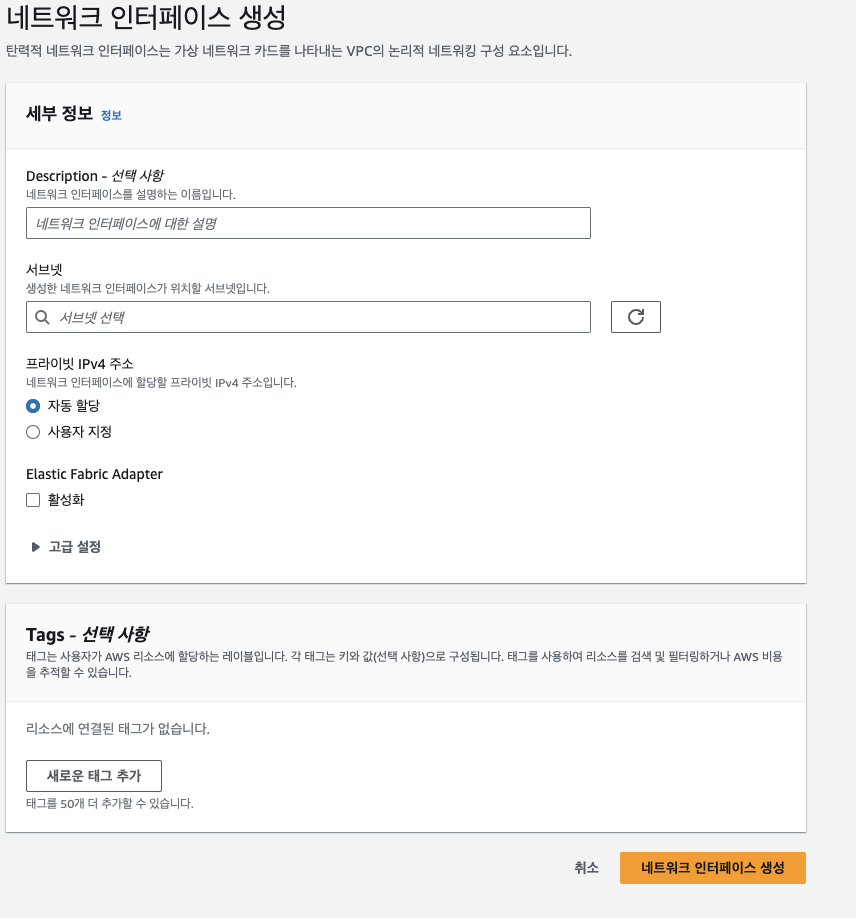 네트워크 인터페이스 생성
탄력적 네트워크 인터페이스는 가상 네트워크 카드를 나타내는 VPC의 논리적 네트워킹 구성 요소입니다.
세부 정보 정보
Description - 선택 사항
네트워크 인터페이스를 설명하는 이름입니다.
네트워크 인터페이스에 대한 설명
서브넷
생성한 네트워크 인터페이스가 위치할 서브넷입니다.
서브넷 선택
프라이빗 IPv4 주소
네트워크 인터페이스에 할당할 프라이빗 IPv4 주소입니다.
자동 할당
사용자 지정
Elastic Fabric Adapter
활성화
고급 설정
Tags - 선택 사항
태그는 사용자가 AWS 리소스에 할당하는 레이블입니다. 각 태그는 키와 값(선택 사항)으로 구성됩니다. 태그를 사용하여 리소스를 검색 및 필터링하거나 AWS 비용
을 추적할 수 있습니다.
리소스에 연결된 태그가 없습니다.
새로운 태그 추가
태그를 50개 더 추가할 수 있습니다.
취소 네트워크 인터페이스 생성